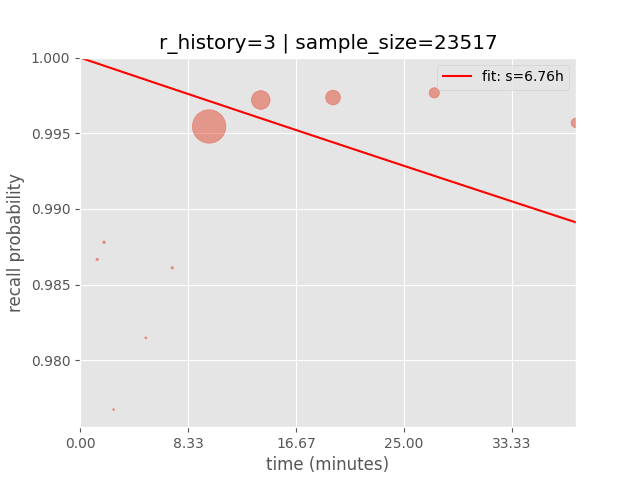 r_history=3 | sample_size=23517
fit: s=6.76h
1.000
0.995
0.990
0.985
0.980
recall probability
0.00
8.33
16.67
25.00
33.33
time (minutes)